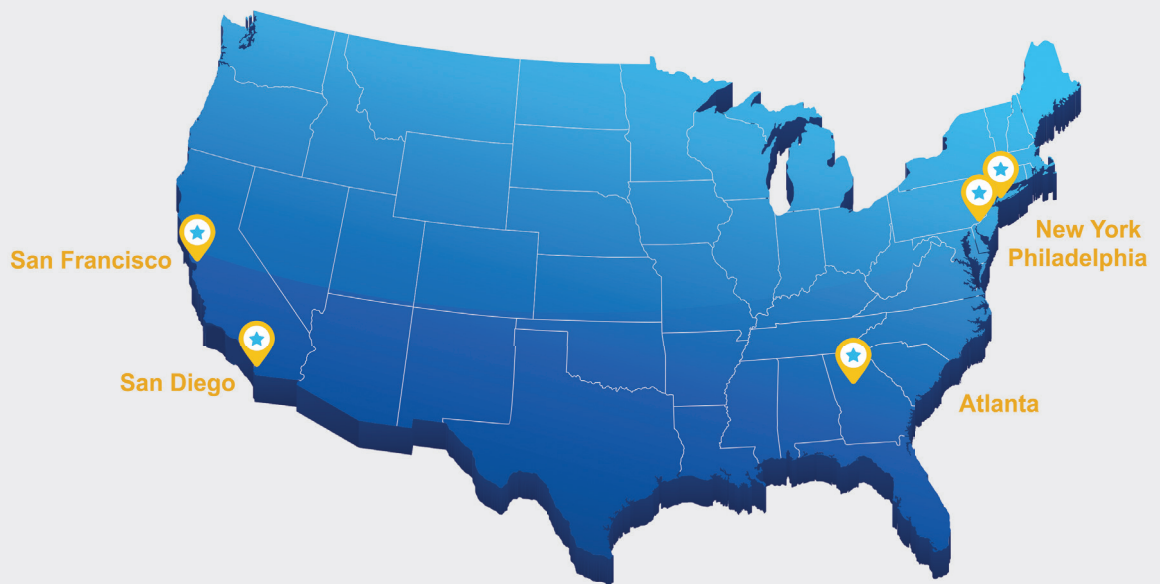 New York
Philadelphia
San Francisco
San Diego
Atlanta